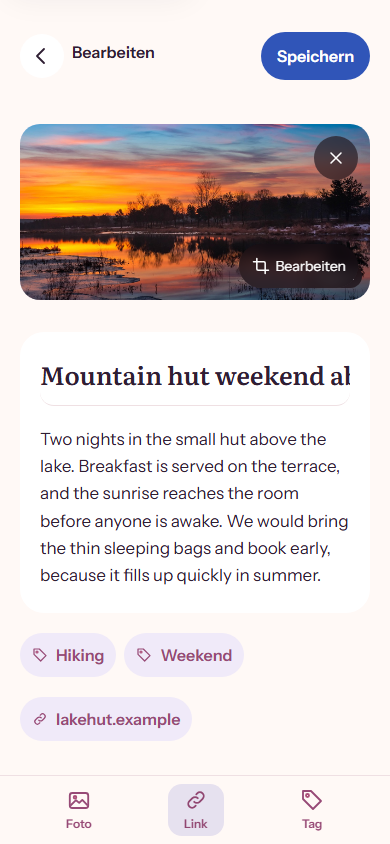 Bearbeiten
Speichern
Bearbeiten
Mountain hut weekend
Two nights in the small hut above the
lake. Breakfast is served on the terrace,
and the sunrise reaches the room
before anyone is awake. We would bring
the thin sleeping bags and book early,
because it fills up quickly in summer.
Hiking
Weekend
lakehut.example
Foto
Link
Tag